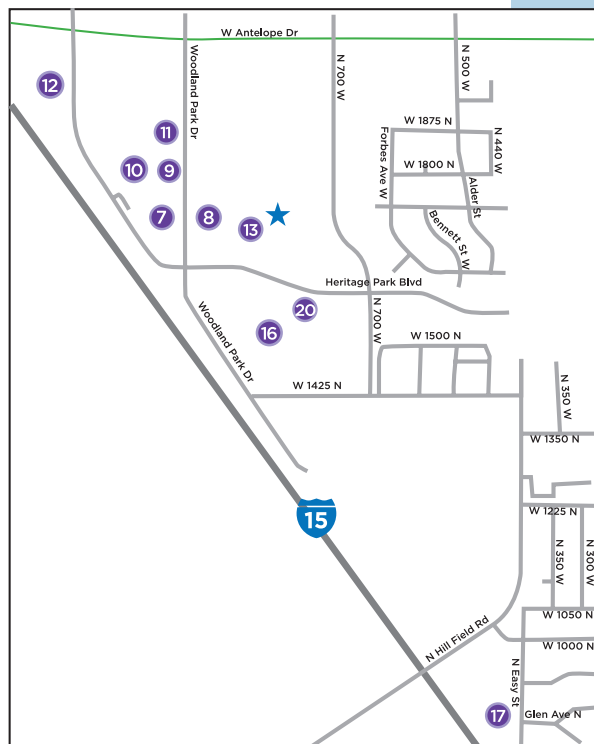 W Antelope Dr
Woodland Park Dr
N 700 W
N 500 W
12
11
W 1875 N
N 440 W
Forbes Ave W
10
9
W 1800 N
Alder St
7
8
13
Bennett St W
Heritage Park Blvd
20
16
Woodland Park Dr
N 700 W
W 1500 N
W 1425 N
N 350 W
W 1350 N
15
W 1225 N
N 350 W
N 300 W
W 1050 N
N Hill Field Rd
W 1000 N
N Easy St
17
Glen Ave N